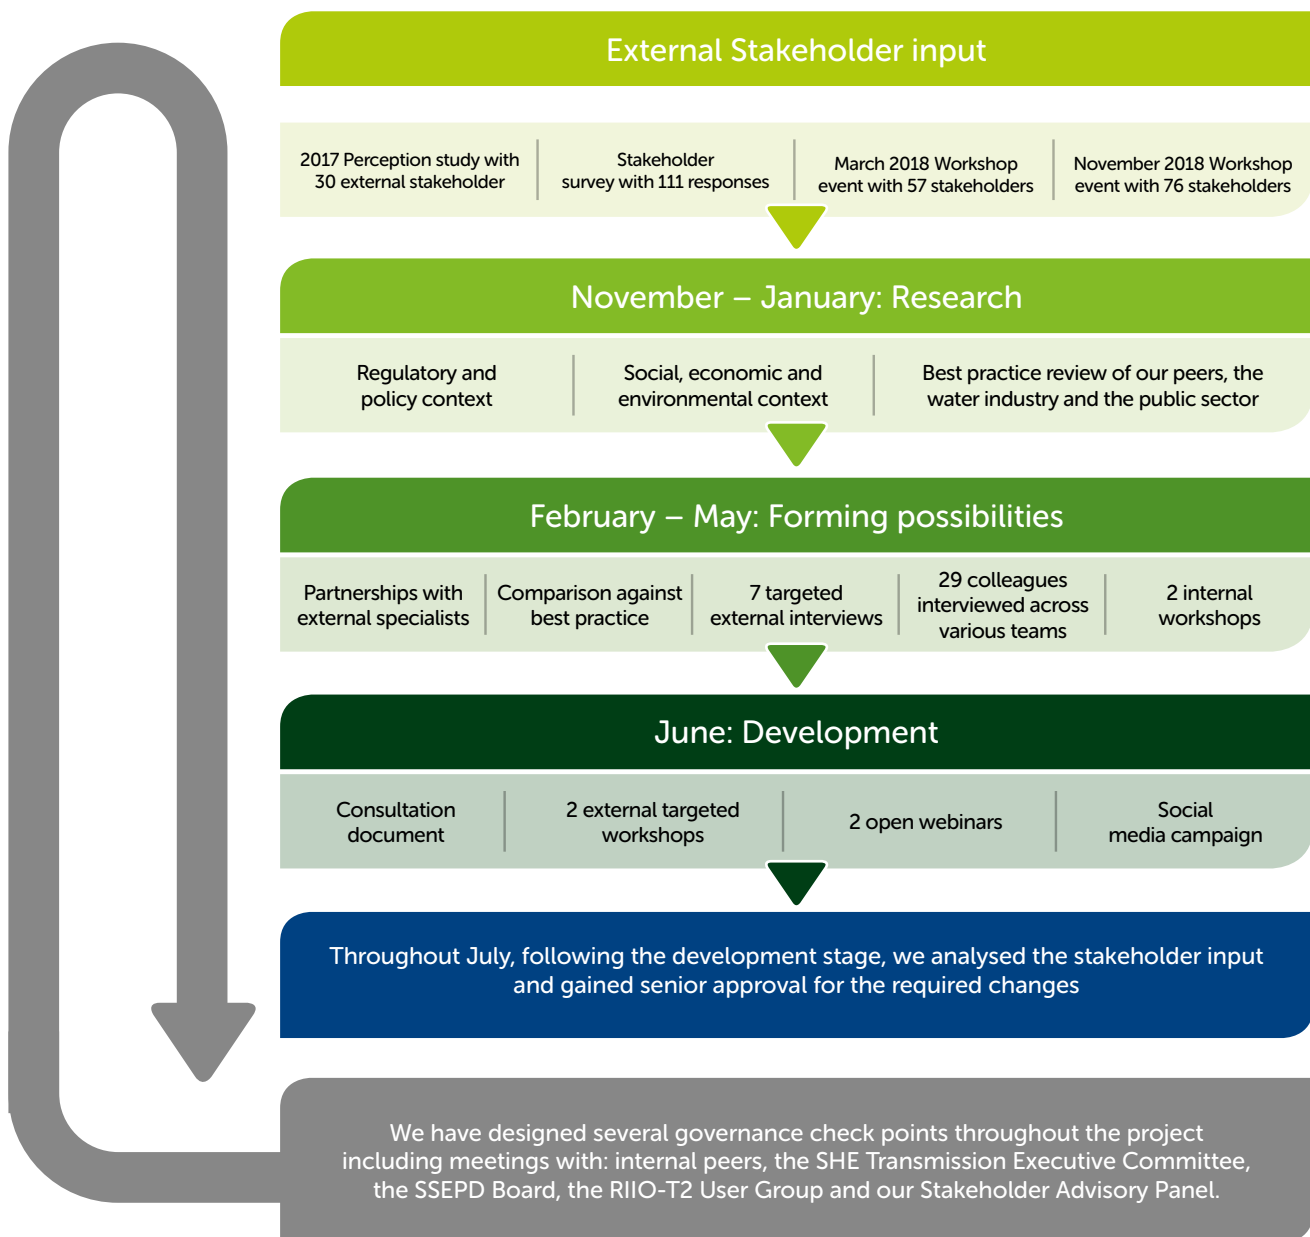 External Stakeholder input
2017 Perception study with
30 external stakeholder
Stakeholder
survey with 111 responses
March 2018 Workshop
event with 57 stakeholders
November 2018 Workshop
event with 76 stakeholders
November – January: Research
Regulatory and
policy context
Social, economic and
environmental context
Best practice review of our peers, the
water industry and the public sector
February – May: Forming possibilities
Partnerships with
external specialists
Comparison against
best practice
7 targeted
external interviews
29 colleagues
interviewed across
various teams
2 internal
workshops
June: Development
Consultation
document
2 external targeted
workshops
2 open webinars
Social
media campaign
Throughout July, following the development stage, we analysed the stakeholder input
and gained senior approval for the required changes
We have designed several governance check points throughout the project
including meetings with: internal peers, the SHE Transmission Executive Committee,
the SSEPD Board, the RIIO-T2 User Group and our Stakeholder Advisory Panel.